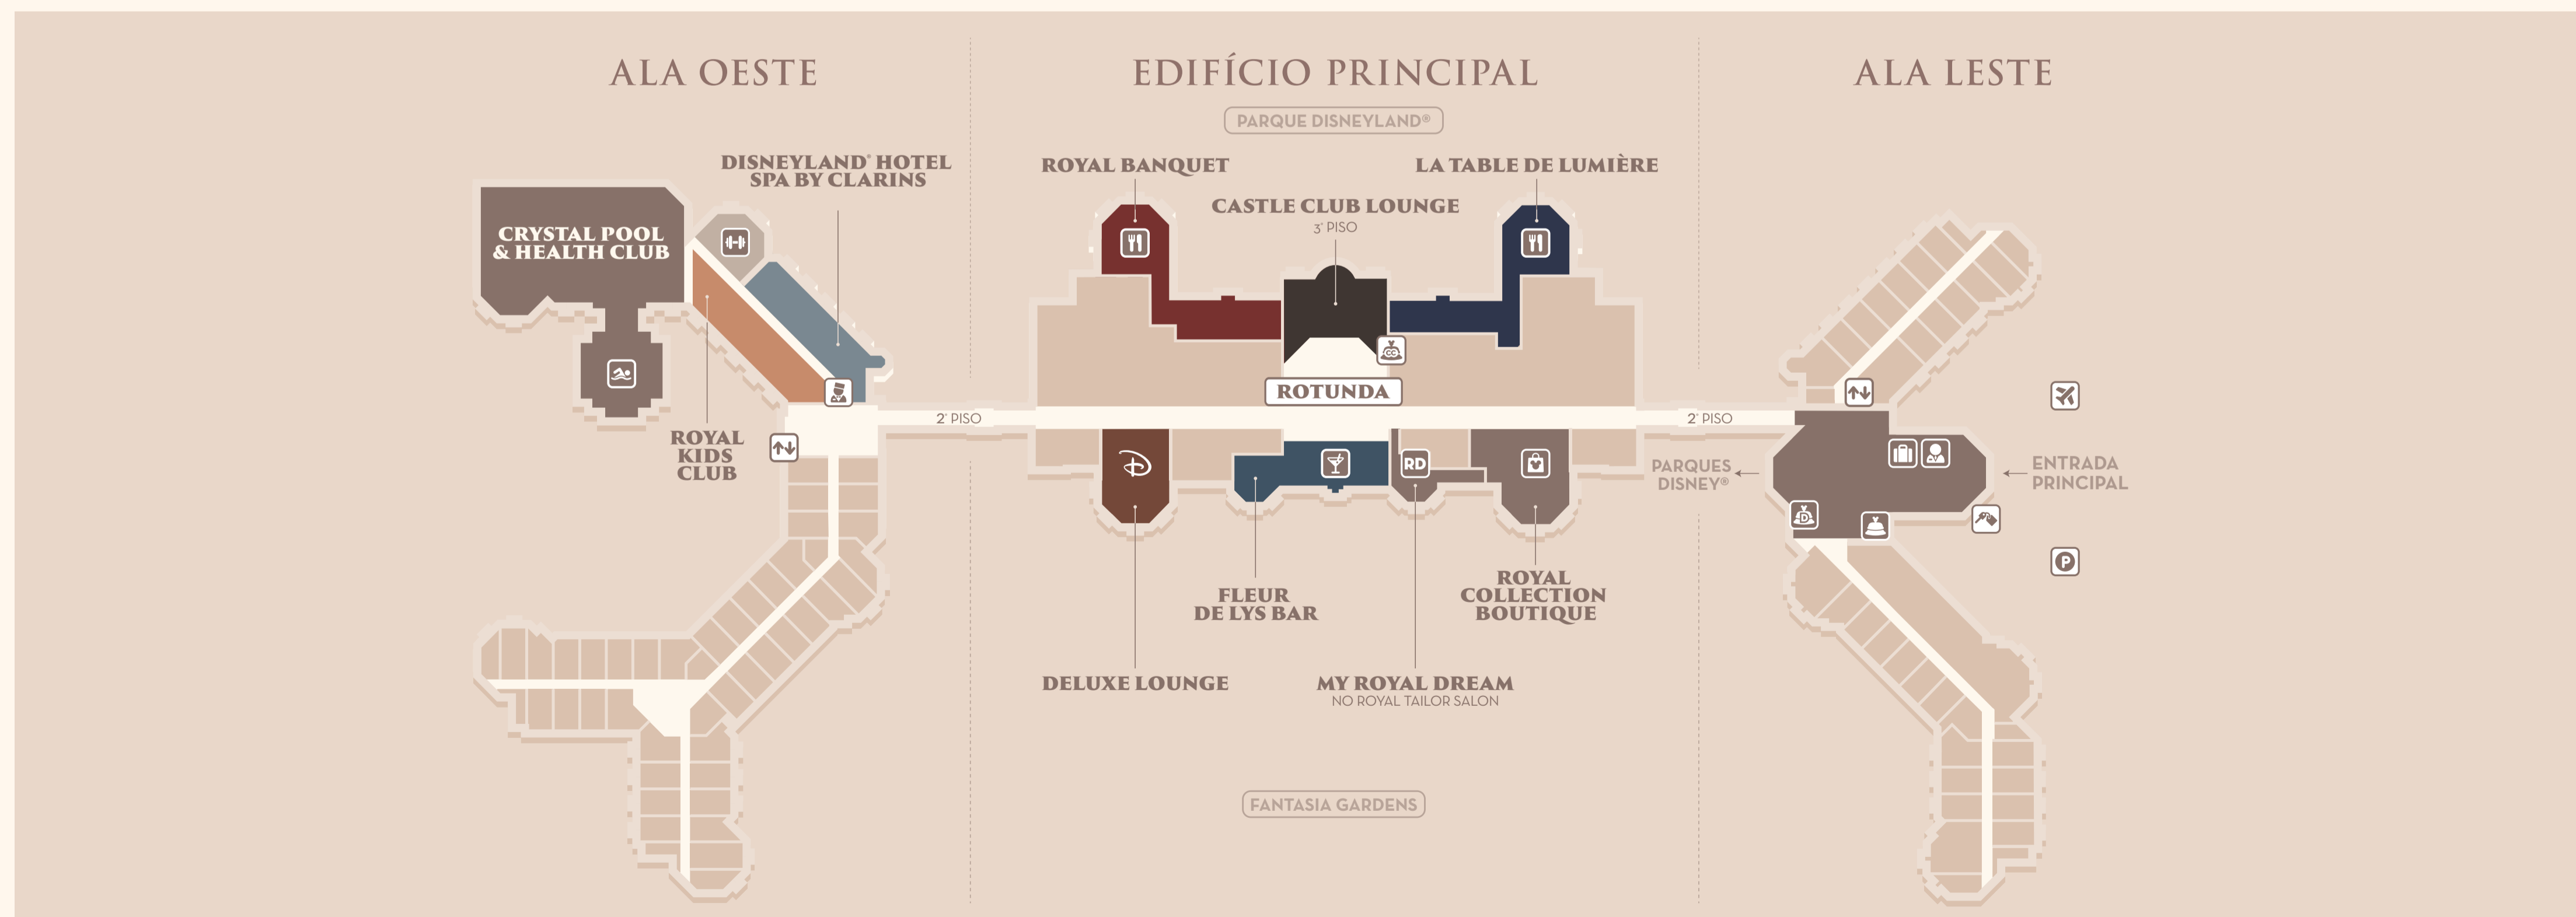 ALA OESTE
EDIFÍCIO PRINCIPAL
ALA LESTE
PARQUE DISNEYLAND®
DISNEYLAND® HOTEL
SPA BY CLARINS
ROYAL BANQUET
LA TABLE DE LUMIÈRE
CASTLE CLUB LOUNGE
3° PISO
CRYSTAL POOL
& HEALTH CLUB
CC
ROTUNDA
2° PISO
2° PISO
ROYAL
KIDS
CLUB
D
RD
PARQUES
DISNEY®
ENTRADA
PRINCIPAL
D
P
FLEUR
DE LYS BAR
ROYAL
COLLECTION
BOUTIQUE
DELUXE LOUNGE
MY ROYAL DREAM
NO ROYAL TAILOR SALON
FANTASIA GARDENS